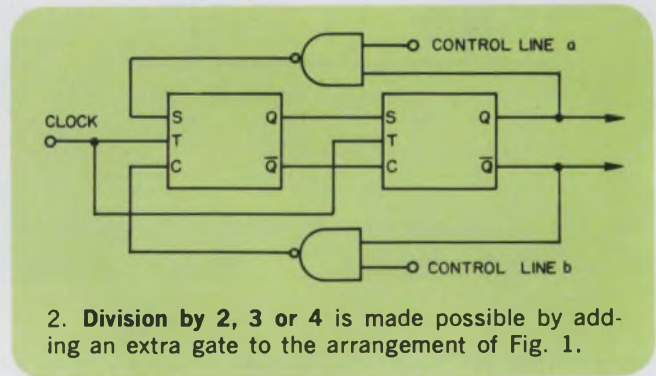 CONTROL LINE a
CLOCK
S Q S Q
T T
C Q̅ C Q̅
CONTROL LINE b
2. Division by 2, 3 or 4 is made possible by add-
ing an extra gate to the arrangement of Fig. 1.